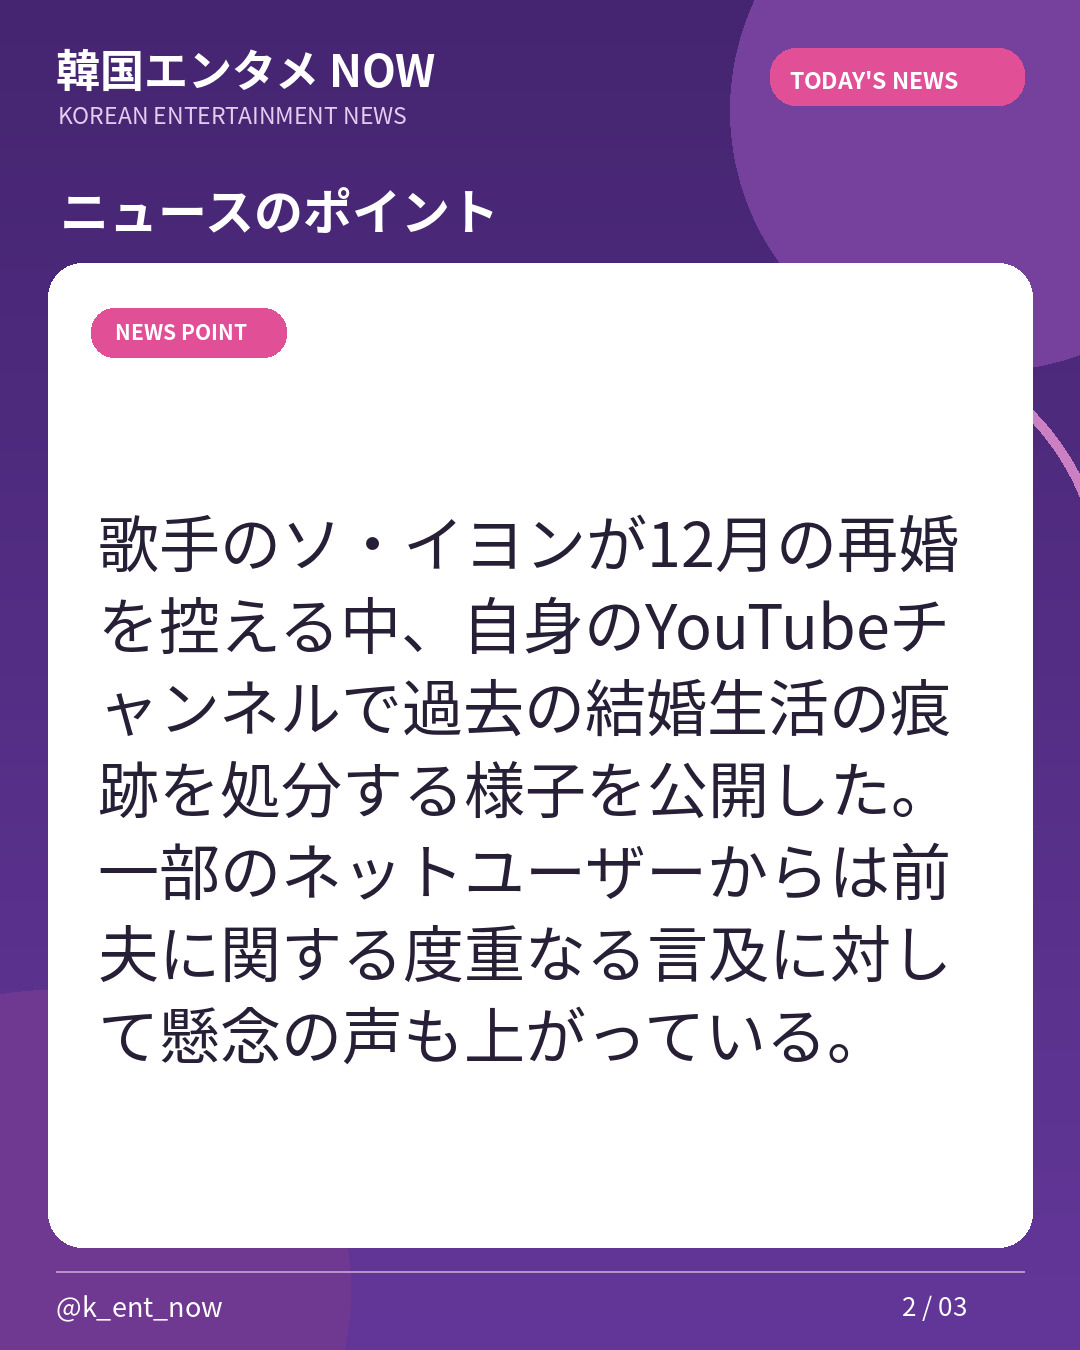 韓国エンタメ NOW
KOREAN ENTERTAINMENT NEWS
TODAY'S NEWS
ニュースのポイント
NEWS POINT
歌手のソ・イヨンが12月の再婚
を控える中、自身のYouTubeチ
ャンネルで過去の結婚生活の痕
跡を処分する様子を公開した。
一部のネットユーザーからは前
夫に関する度重なる言及に対し
て懸念の声も上がっている。
@k_ent_now
2 / 03